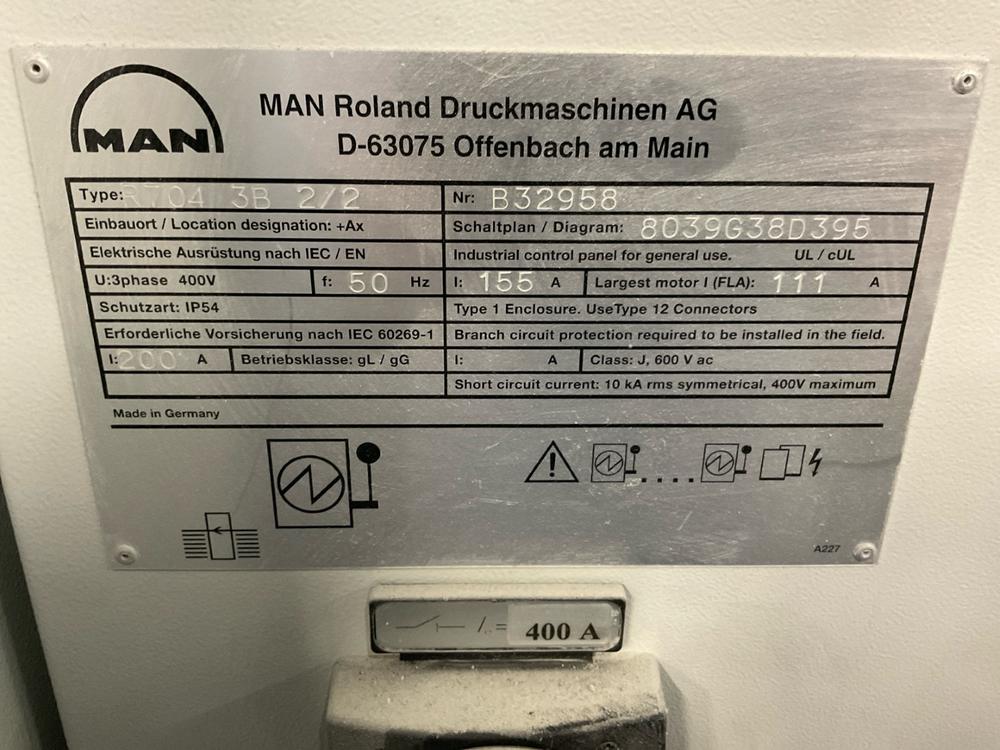 MAN
MAN Roland Druckmaschinen AG
D-63075 Offenbach am Main
Type: R704 3B 2/2
Nr: B32958
Einbauort / Location designation: +Ax
Schaltplan / Diagram: 8039G38D395
Elektrische Ausrüstung nach IEC / EN
Industrial control panel for general use. UL / cUL
U:3phase 400V f: 50 Hz
I: 155 A Largest motor I (FLA): 111 A
Schutzart: IP54
Type 1 Enclosure. UseType 12 Connectors
Erforderliche Vorsicherung nach IEC 60269-1
Branch circuit protection required to be installed in the field.
I: 200 A Betriebsklasse: gL / gG
I: A Class: J, 600 V ac
Short circuit current: 10 kA rms symmetrical, 400V maximum
Made in Germany
A227
400 A